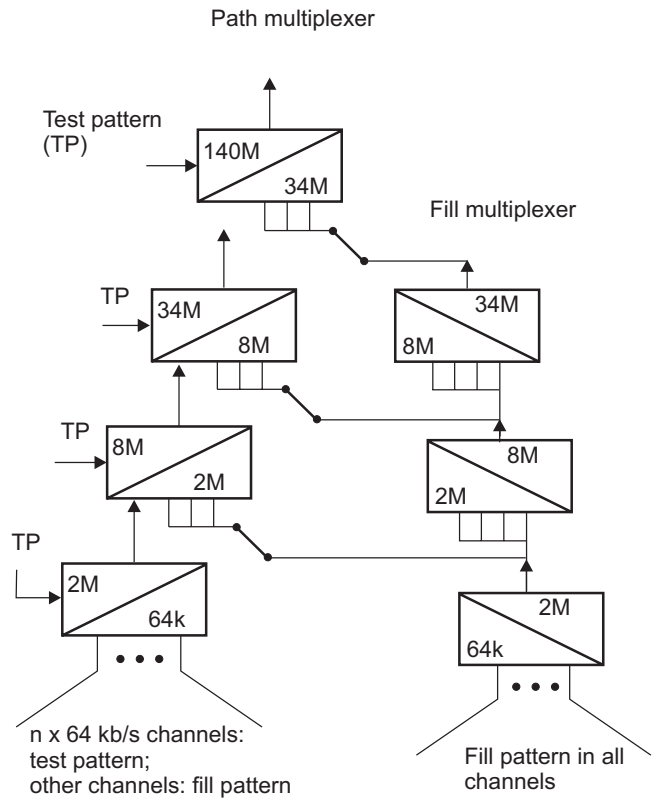 Path multiplexer
Test pattern
(TP)
140M
34M
Fill multiplexer
TP
34M
8M
34M
8M
TP
8M
2M
8M
2M
TP
2M
64k
2M
64k
n x 64 kb/s channels:
test pattern;
other channels: fill pattern
Fill pattern in all
channels